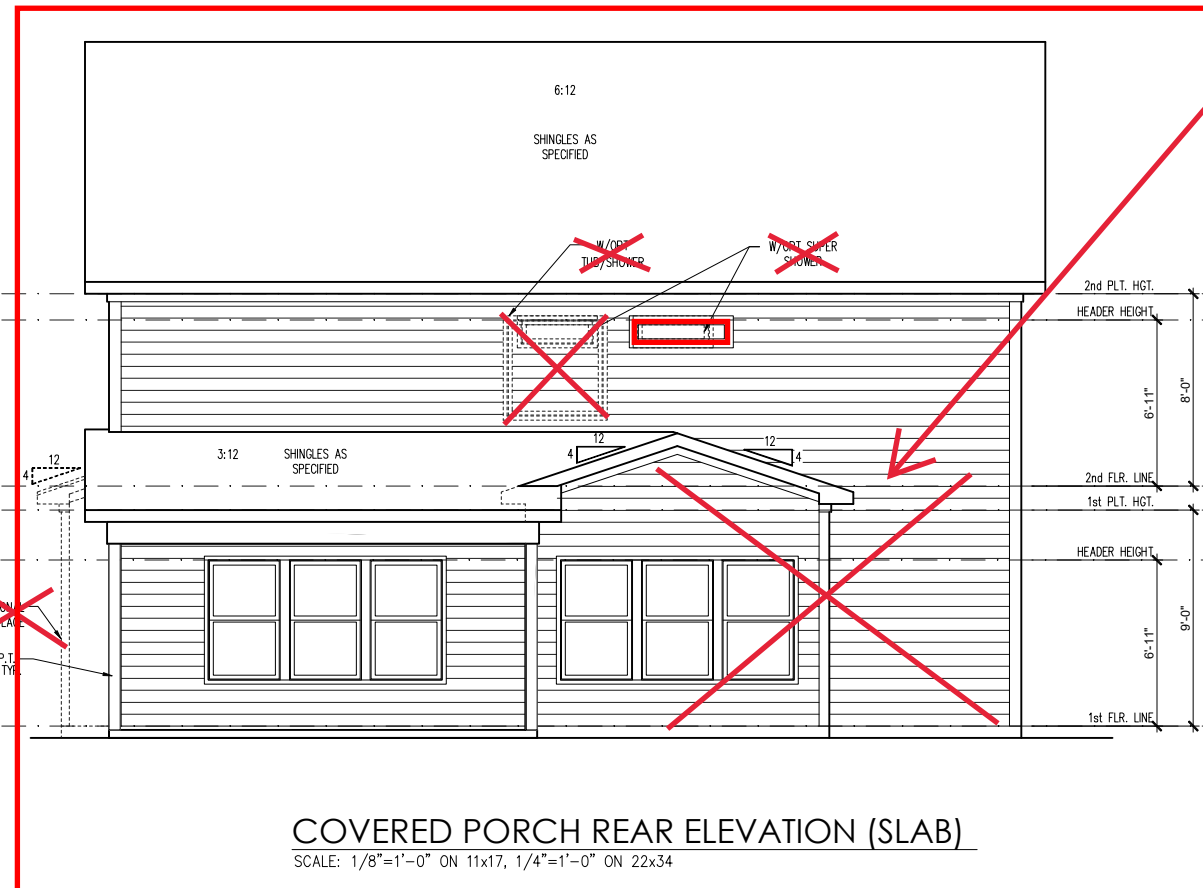 6:12
SHINGLES AS
SPECIFIED
W/OPT
TUB/SHOWER
W/OPT SUPER
SHOWER
2nd PLT. HGT.
HEADER HEIGHT
6'-11"
8'-0"
12
4
3:12
SHINGLES AS
SPECIFIED
12
4
12
4
2nd FLR. LINE
1st PLT. HGT.
HEADER HEIGHT
6'-11"
9'-0"
P.T.
TYP.
1st FLR. LINE
COVERED PORCH REAR ELEVATION (SLAB)
SCALE: 1/8"=1'-0" ON 11x17, 1/4"=1'-0" ON 22x34